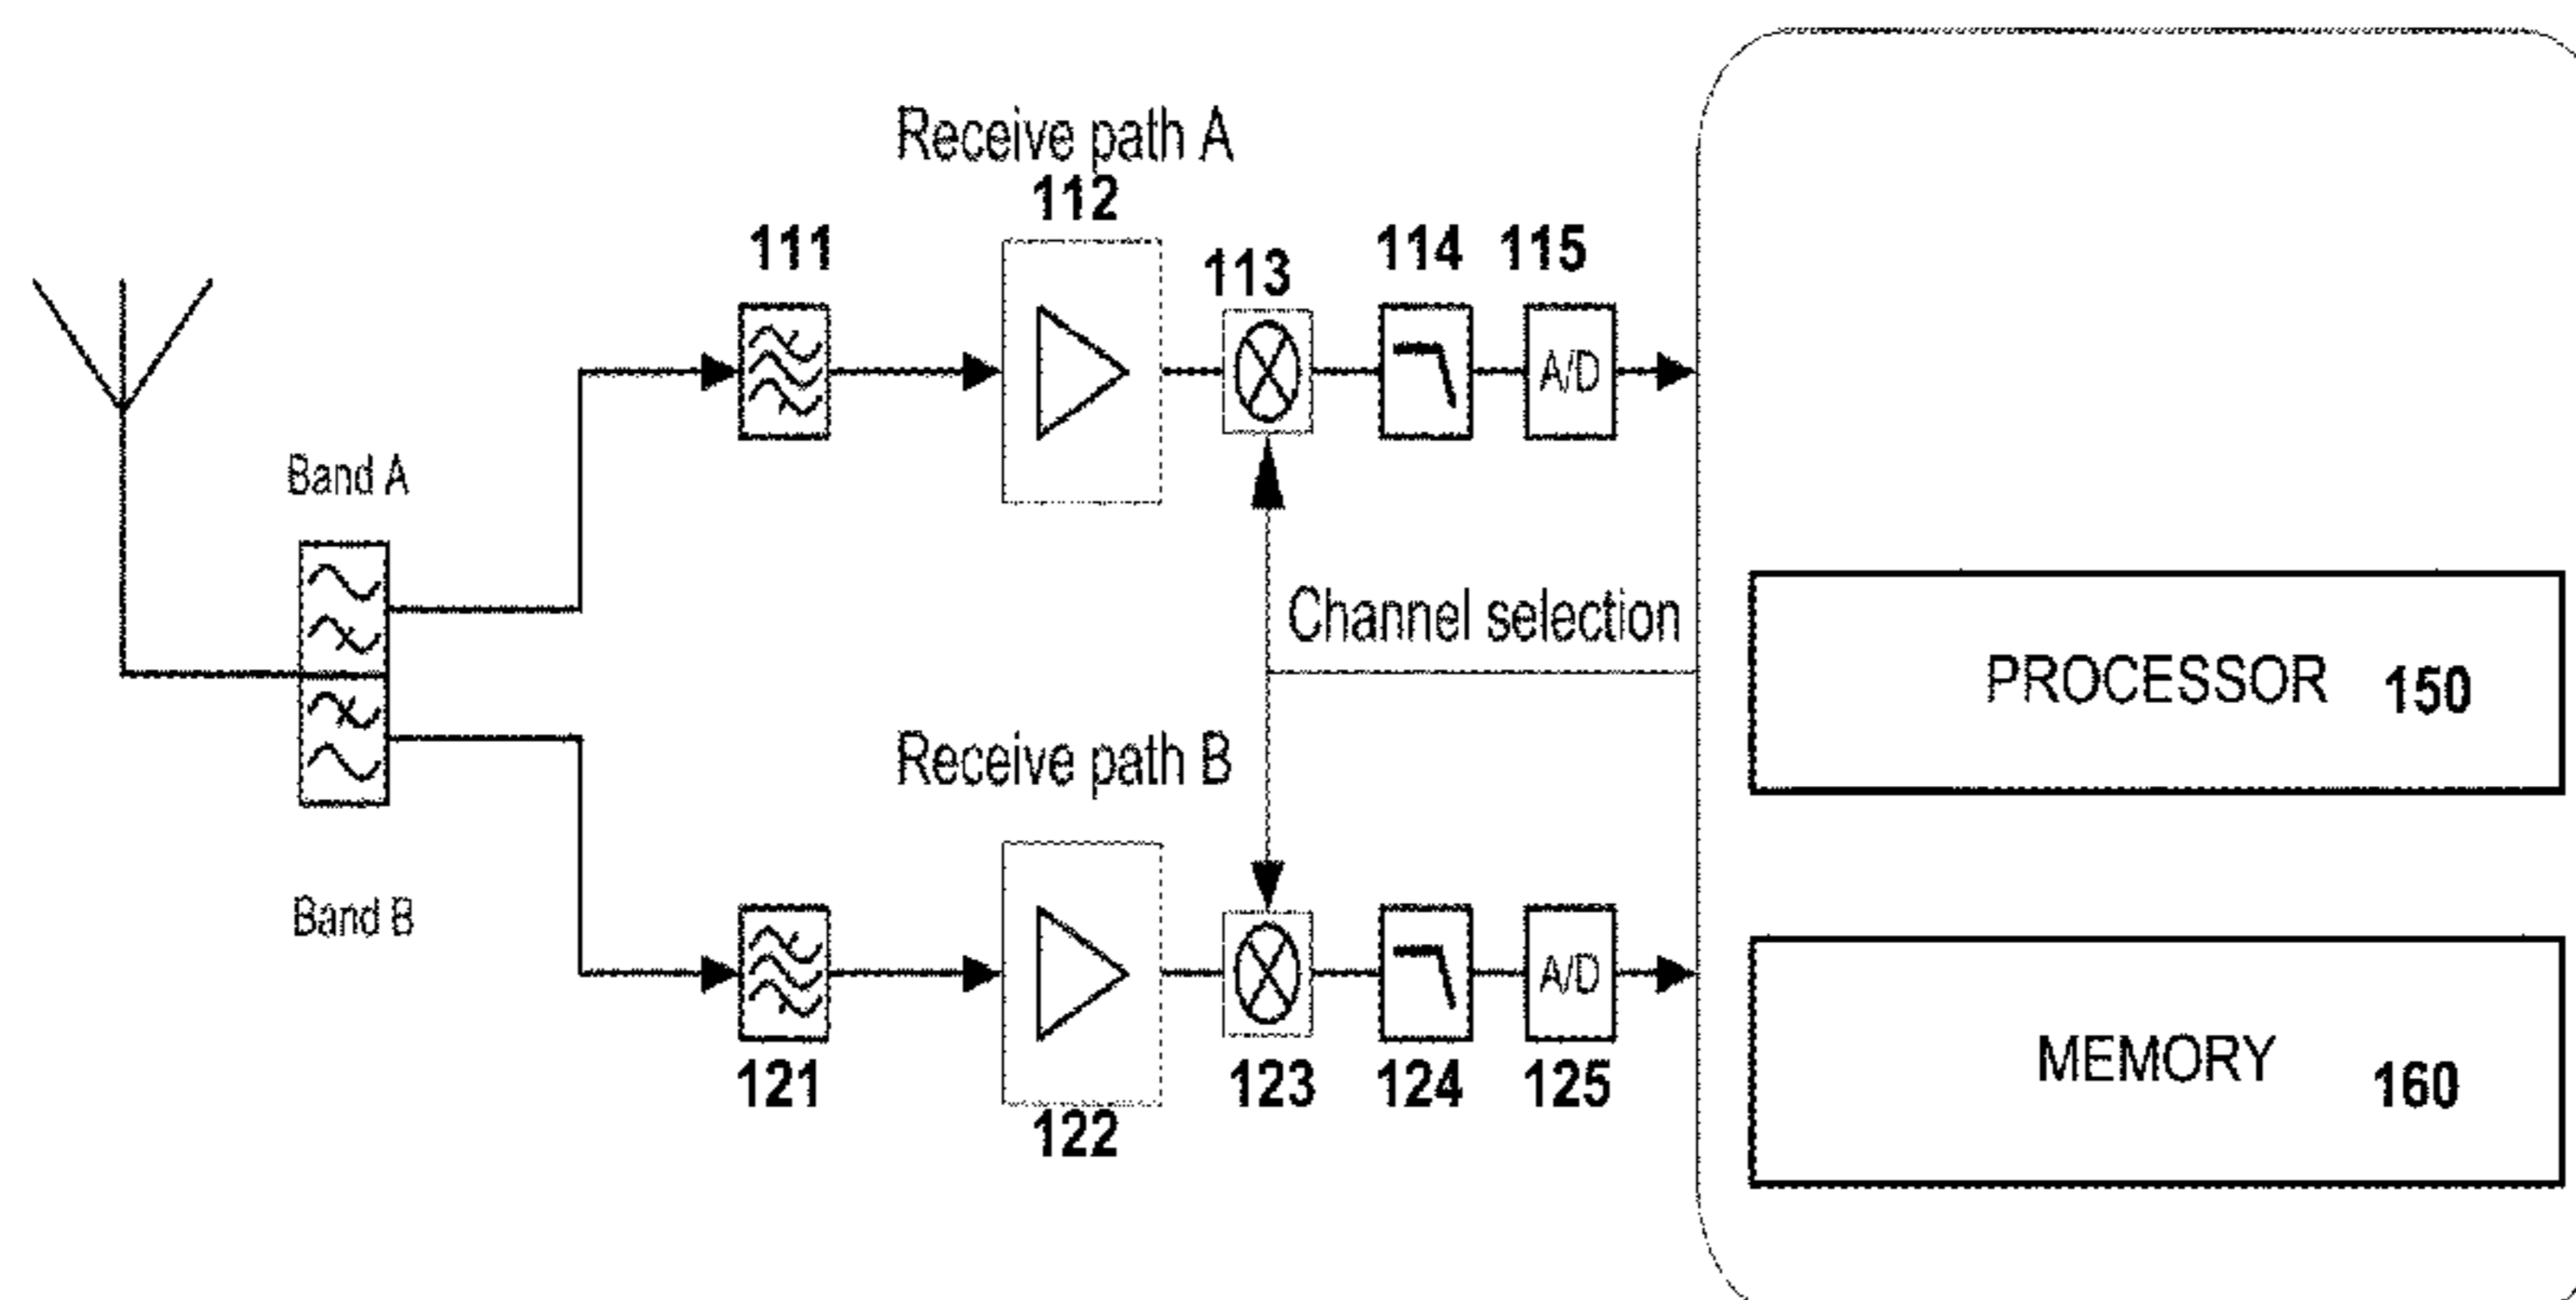 Receive path A
112
111
113
114
115
A/D
Band A
Channel selection
PROCESSOR 150
Receive path B
Band B
A/D
121
122
123
124
125
MEMORY 160